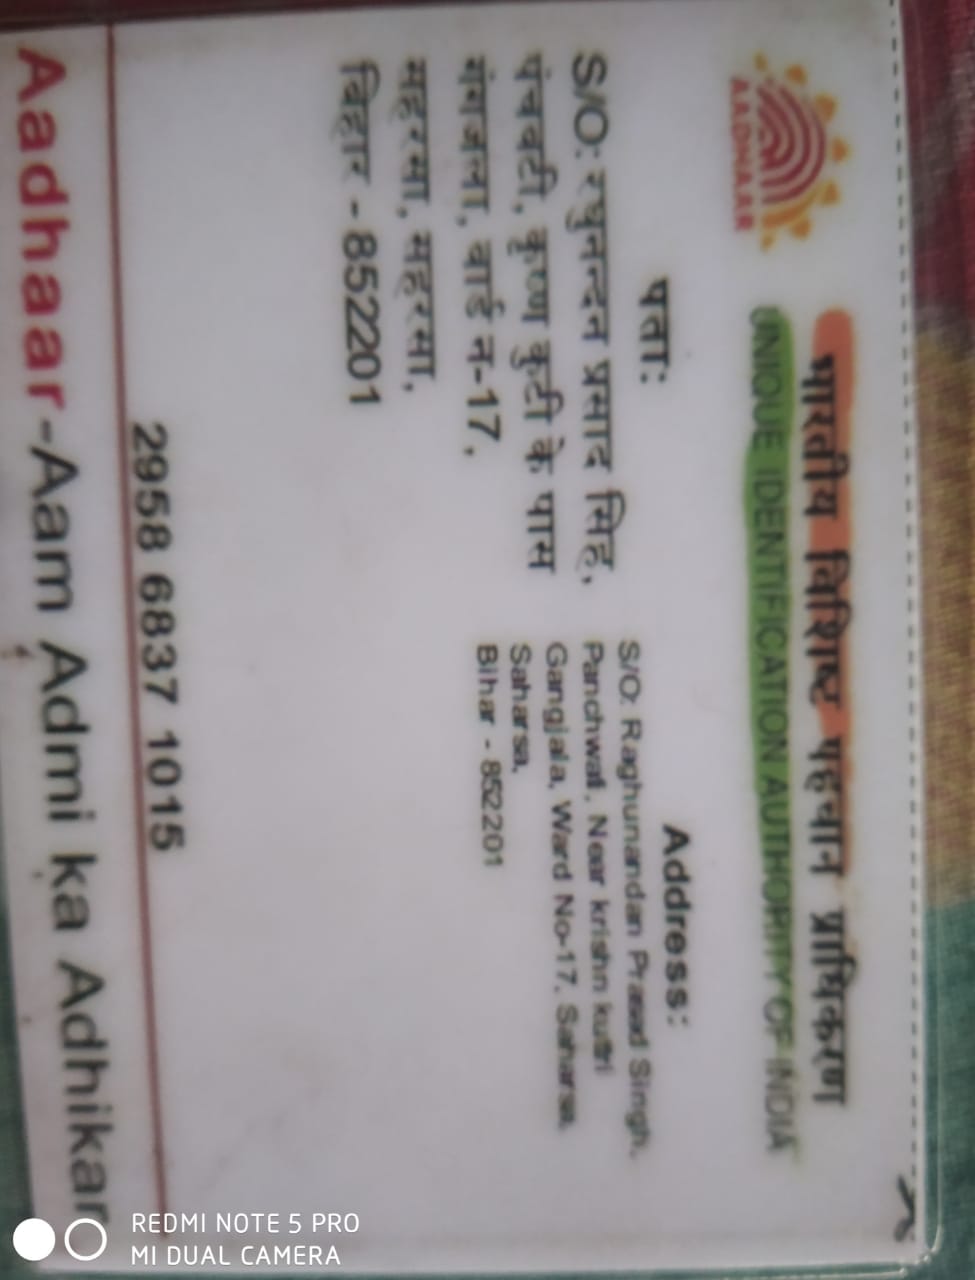 भारतीय विशिष्ट पहचान प्राधिकरण
UNIQUE IDENTIFICATION AUTHORITY OF INDIA
AADHAAR
पताः
S/O: रघुनन्दन प्रसाद सिंह,
पंचवटी, कृष्ण कुटी के पास
गंगजला, वार्ड न-17,
सहरसा, सहरसा,
बिहार - 852201
Address:
S/O: Raghunandan Prasad Singh,
Panchwati, Near krishn kutiri
Gangjala, Ward No-17, Saharsa,
Saharsa,
Bihar - 852201
2958 6837 1015
Aadhaar-Aam Admi ka Adhikar
REDMI NOTE 5 PRO
MI DUAL CAMERA